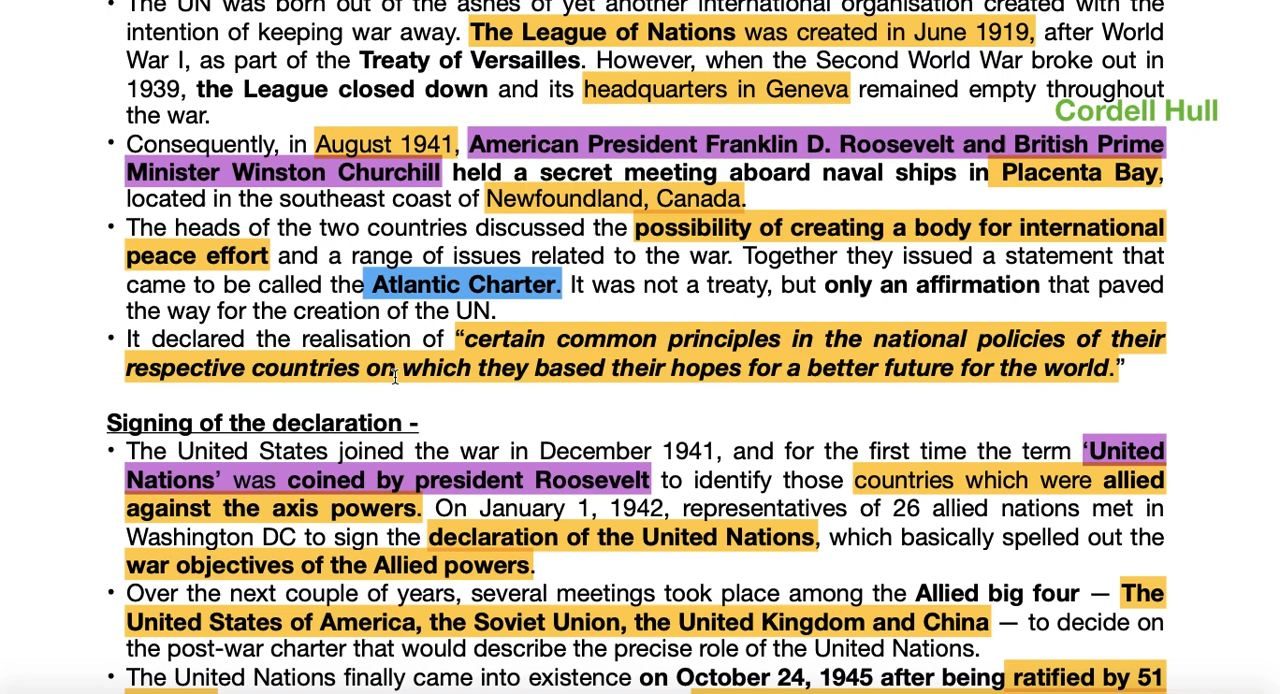 • The UN was born out of the ashes of yet another international organisation created with the
intention of keeping war away. The League of Nations was created in June 1919, after World
War I, as part of the Treaty of Versailles. However, when the Second World War broke out in
1939, the League closed down and its headquarters in Geneva remained empty throughout
the war.
Cordell Hull
• Consequently, in August 1941, American President Franklin D. Roosevelt and British Prime
Minister Winston Churchill held a secret meeting aboard naval ships in Placenta Bay,
located in the southeast coast of Newfoundland, Canada.
• The heads of the two countries discussed the possibility of creating a body for international
peace effort and a range of issues related to the war. Together they issued a statement that
came to be called the Atlantic Charter. It was not a treaty, but only an affirmation that paved
the way for the creation of the UN.
• It declared the realisation of “certain common principles in the national policies of their
respective countries on which they based their hopes for a better future for the world.”
Signing of the declaration -
• The United States joined the war in December 1941, and for the first time the term ‘United
Nations’ was coined by president Roosevelt to identify those countries which were allied
against the axis powers. On January 1, 1942, representatives of 26 allied nations met in
Washington DC to sign the declaration of the United Nations, which basically spelled out the
war objectives of the Allied powers.
• Over the next couple of years, several meetings took place among the Allied big four — The
United States of America, the Soviet Union, the United Kingdom and China — to decide on
the post-war charter that would describe the precise role of the United Nations.
• The United Nations finally came into existence on October 24, 1945 after being ratified by 51